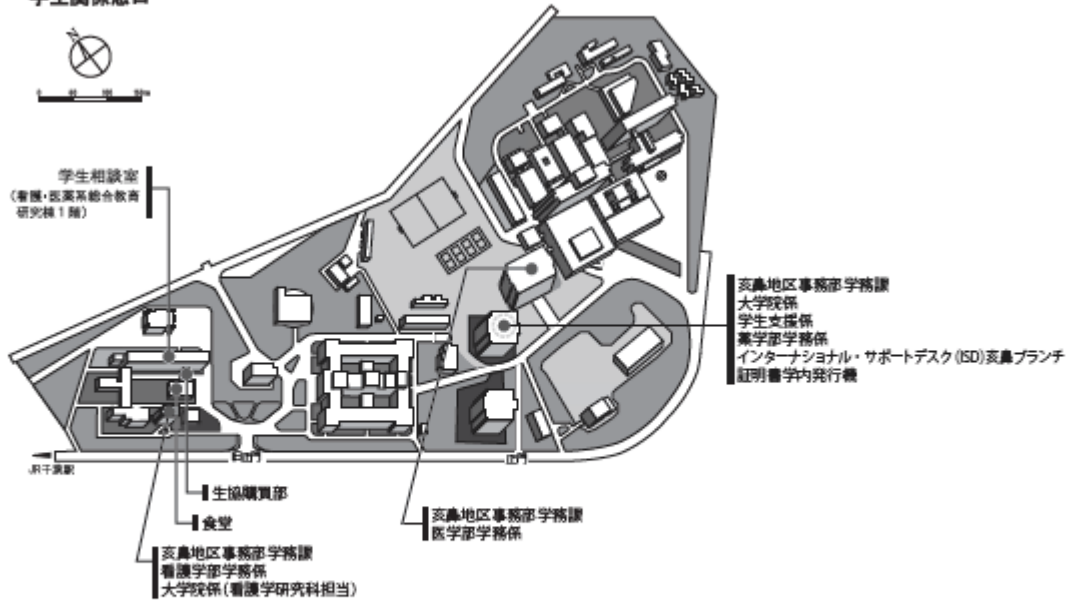 学生関係窓口
N
学生相談室
(看護・医薬系総合教育
研究棟1階)
亥鼻地区事務部学務課
大学院係
学生支援係
薬学部学務係
インターナショナル・サポートデスク(ISD)亥鼻ブランチ
証明書学内発行機
JR千葉駅
生協購買部
食堂
亥鼻地区事務部学務課
医学部学務係
亥鼻地区事務部学務課
看護学部学務係
大学院係(看護学研究科担当)